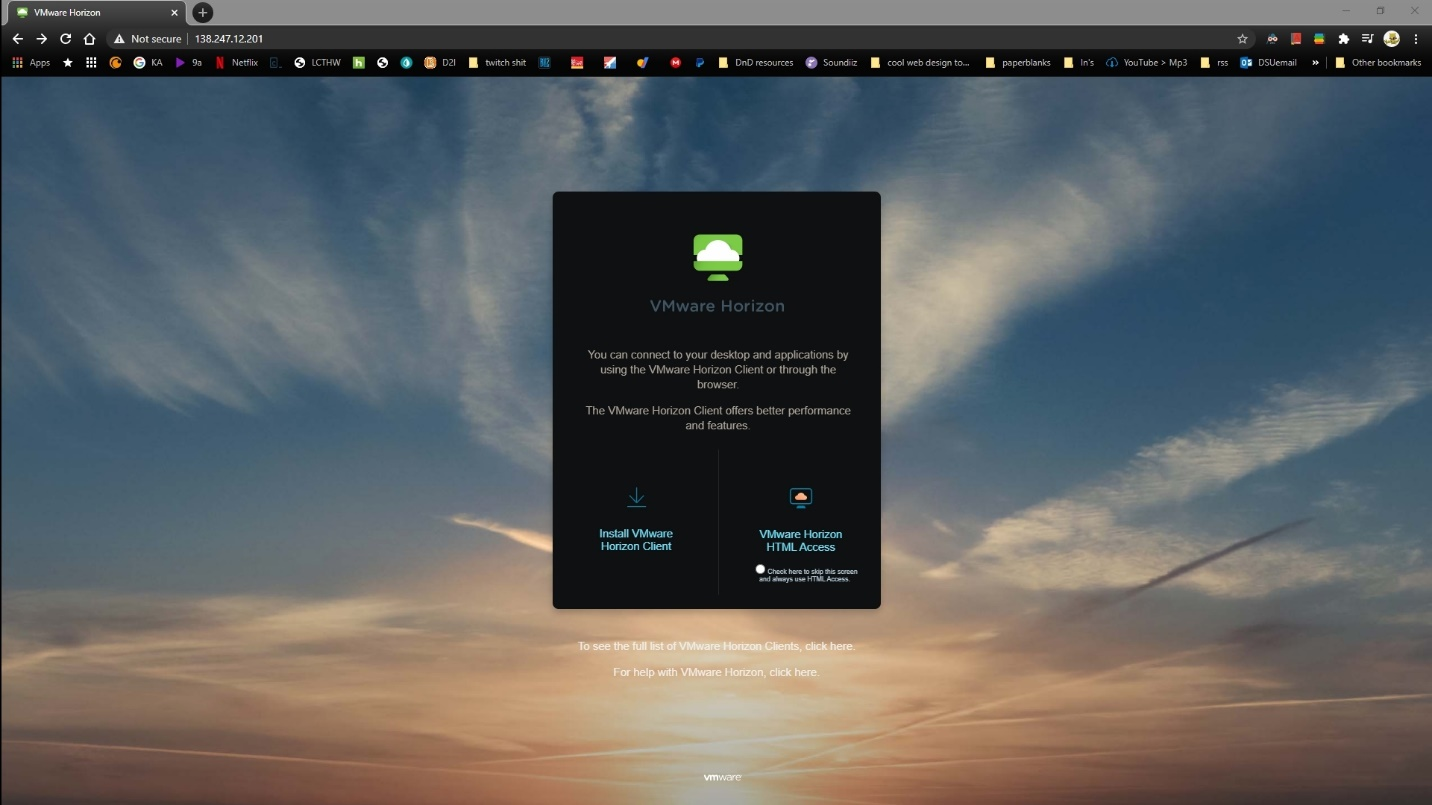 VMware Horizon
Not secure 138.247.12.201
Apps KA 9a Netflix LCTHW D2l twitch shit DnD resources Soundiiz cool web design to... paperblanks In's YouTube > Mp3 rss DSUemail » Other bookmarks
VMware Horizon
You can connect to your desktop and applications by
using the VMware Horizon Client or through the
browser.
The VMware Horizon Client offers better performance
and features.
Install VMware
Horizon Client
VMware Horizon
HTML Access
Check here to skip this screen
and always use HTML Access.
To see the full list of VMware Horizon Clients, click here.
For help with VMware Horizon, click here.
vmware